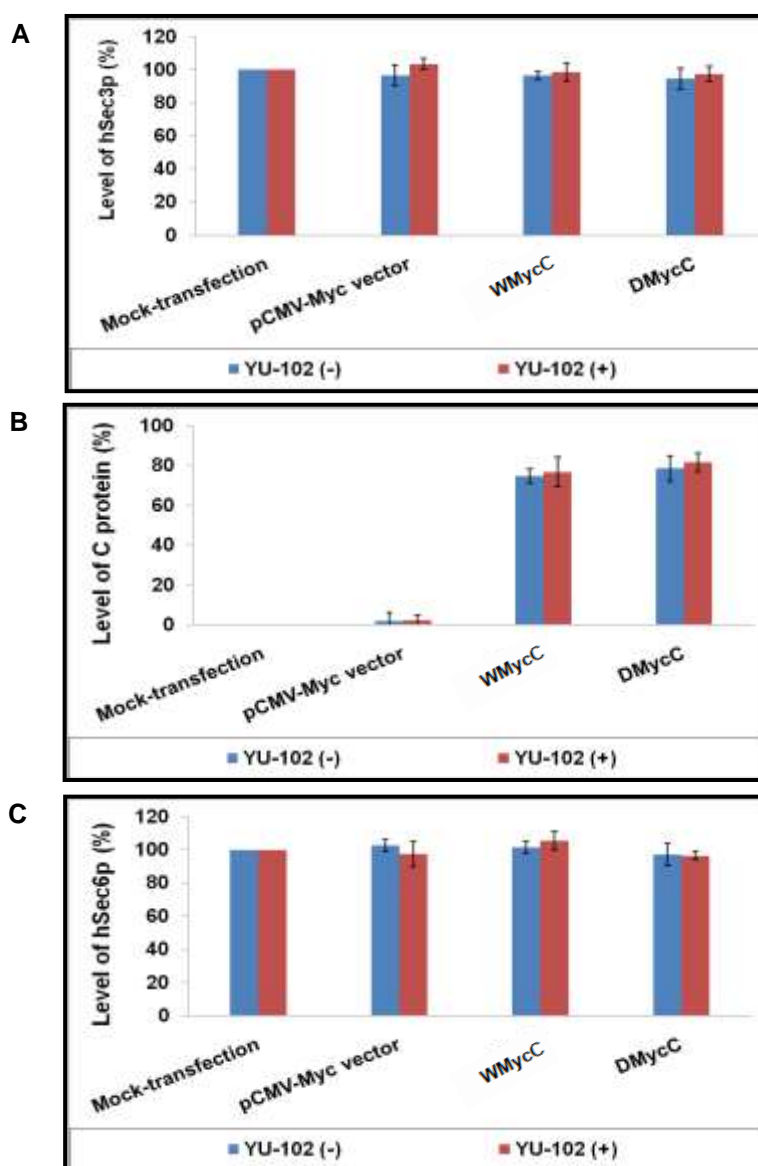 A
Level of hSec3p (%)
120
100
80
60
40
20
0
Mock-transfection
pCMV-Myc vector
WMycC
DMycC
YU-102 (-)
YU-102 (+)
B
Level of C protein (%)
100
80
60
40
20
0
Mock-transfection
pCMV-Myc vector
WMycC
DMycC
YU-102 (-)
YU-102 (+)
C
Level of hSec6p (%)
120
100
80
60
40
20
0
Mock-transfection
pCMV-Myc vector
WMycC
DMycC
YU-102 (-)
YU-102 (+)